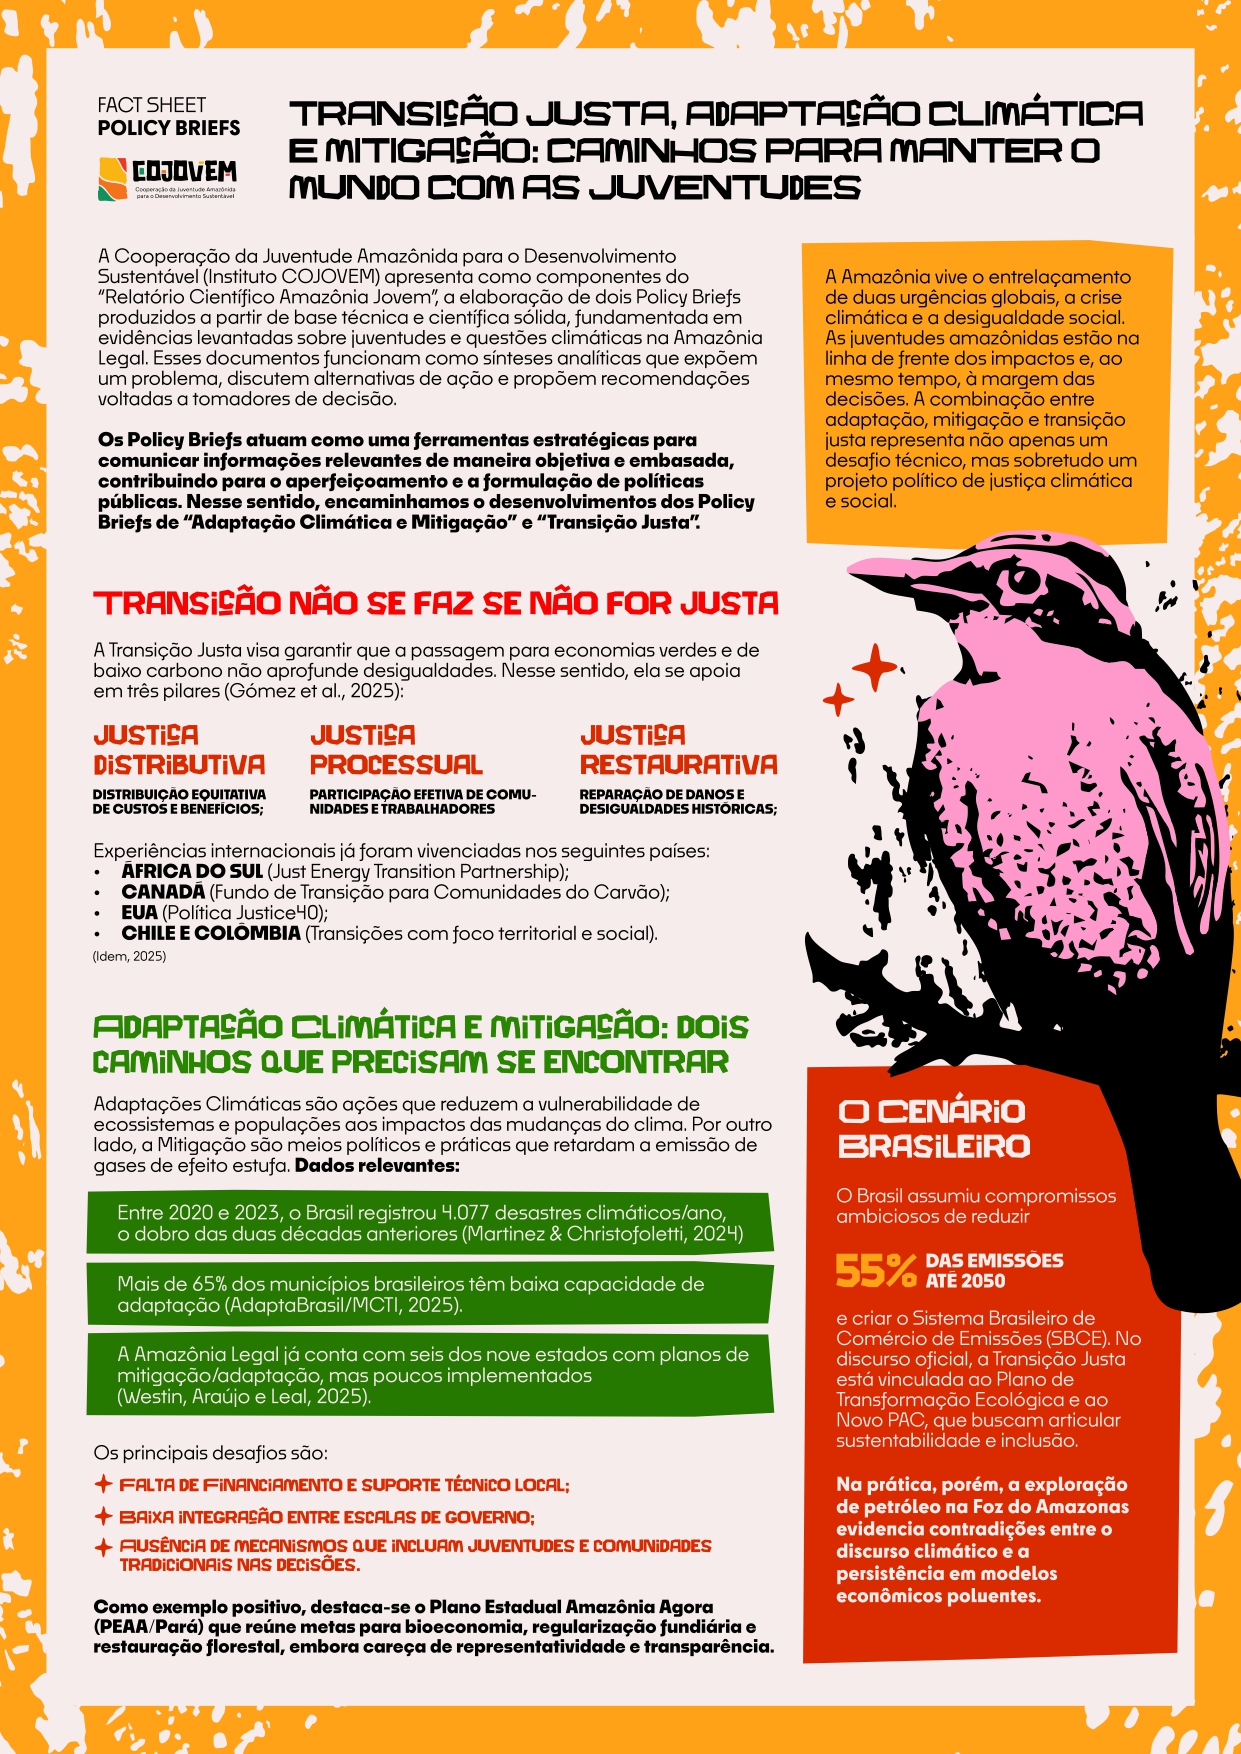 FACT SHEET
POLICY BRIEFS
COJOVEM
Cooperação da Juventude Amazônida
para o Desenvolvimento Sustentável
TRANSIÇÃO JUSTA, ADAPTAÇÃO CLIMÁTICA
E MITIGAÇÃO: CAMINHOS PARA MANTER O
MUNDO COM AS JUVENTUDES
A Cooperação da Juventude Amazônida para o Desenvolvimento
Sustentável (Instituto COJOVEM) apresenta como componentes do
“Relatório Científico Amazônia Jovem”, a elaboração de dois Policy Briefs
produzidos a partir de base técnica e científica sólida, fundamentada em
evidências levantadas sobre juventudes e questões climáticas na Amazônia
Legal. Esses documentos funcionam como sínteses analíticas que expõem
um problema, discutem alternativas de ação e propõem recomendações
voltadas a tomadores de decisão.
Os Policy Briefs atuam como uma ferramentas estratégicas para
comunicar informações relevantes de maneira objetiva e embasada,
contribuindo para o aperfeiçoamento e a formulação de políticas
públicas. Nesse sentido, encaminhamos o desenvolvimentos dos Policy
Briefs de “Adaptação Climática e Mitigação” e “Transição Justa”.
A Amazônia vive o entrelaçamento
de duas urgências globais, a crise
climática e a desigualdade social.
As juventudes amazônidas estão na
linha de frente dos impactos e, ao
mesmo tempo, à margem das
decisões. A combinação entre
adaptação, mitigação e transição
justa representa não apenas um
desafio técnico, mas sobretudo um
projeto político de justiça climática
e social.
TRANSIÇÃO NÃO SE FAZ SE NÃO FOR JUSTA
A Transição Justa visa garantir que a passagem para economias verdes e de
baixo carbono não aprofunde desigualdades. Nesse sentido, ela se apoia
em três pilares (Gómez et al., 2025):
JUSTIÇA
DISTRIBUTIVA
DISTRIBUIÇÃO EQUITATIVA
DE CUSTOS E BENEFÍCIOS;
JUSTIÇA
PROCESSUAL
PARTICIPAÇÃO EFETIVA DE COMU-
NIDADES E TRABALHADORES
JUSTIÇA
RESTAURATIVA
REPARAÇÃO DE DANOS E
DESIGUALDADES HISTÓRICAS;
Experiências internacionais já foram vivenciadas nos seguintes países:
• ÁFRICA DO SUL (Just Energy Transition Partnership);
• CANADÁ (Fundo de Transição para Comunidades do Carvão);
• EUA (Política Justice40);
• CHILE E COLÔMBIA (Transições com foco territorial e social).
(Idem, 2025)
ADAPTAÇÃO CLIMÁTICA E MITIGAÇÃO: DOIS
CAMINHOS QUE PRECISAM SE ENCONTRAR
Adaptações Climáticas são ações que reduzem a vulnerabilidade de
ecossistemas e populações aos impactos das mudanças do clima. Por outro
lado, a Mitigação são meios políticos e práticas que retardam a emissão de
gases de efeito estufa. Dados relevantes:
Entre 2020 e 2023, o Brasil registrou 4.077 desastres climáticos/ano,
o dobro das duas décadas anteriores (Martinez & Christofoletti, 2024)
Mais de 65% dos municípios brasileiros têm baixa capacidade de
adaptação (AdaptaBrasil/MCTI, 2025).
A Amazônia Legal já conta com seis dos nove estados com planos de
mitigação/adaptação, mas poucos implementados
(Westin, Araújo e Leal, 2025).
Os principais desafios são:
FALTA DE FINANCIAMENTO E SUPORTE TÉCNICO LOCAL;
BAIXA INTEGRAÇÃO ENTRE ESCALAS DE GOVERNO;
AUSÊNCIA DE MECANISMOS QUE INCLUAM JUVENTUDES E COMUNIDADES
TRADICIONAIS NAS DECISÕES.
Como exemplo positivo, destaca-se o Plano Estadual Amazônia Agora
(PEAA/Pará) que reúne metas para bioeconomia, regularização fundiária e
restauração florestal, embora careça de representatividade e transparência.
O CENÁRIO
BRASILEIRO
O Brasil assumiu compromissos
ambiciosos de reduzir
55% DAS EMISSÕES
ATÉ 2050
e criar o Sistema Brasileiro de
Comércio de Emissões (SBCE). No
discurso oficial, a Transição Justa
está vinculada ao Plano de
Transformação Ecológica e ao
Novo PAC, que buscam articular
sustentabilidade e inclusão.
Na prática, porém, a exploração
de petróleo na Foz do Amazonas
evidencia contradições entre o
discurso climático e a
persistência em modelos
econômicos poluentes.